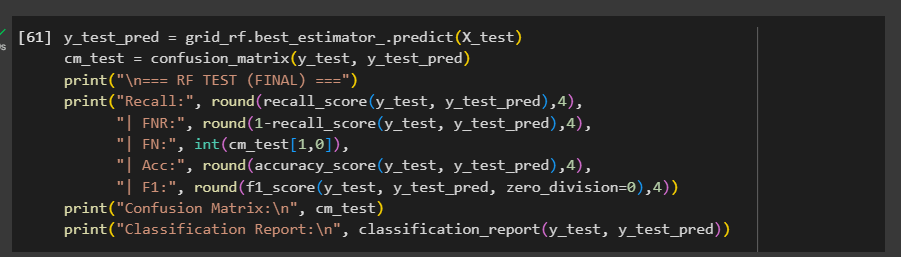 [61] y_test_pred = grid_rf.best_estimator_.predict(X_test)
cm_test = confusion_matrix(y_test, y_test_pred)
print("\n=== RF TEST (FINAL) ===")
print("Recall:", round(recall_score(y_test, y_test_pred),4),
"| FNR:", round(1-recall_score(y_test, y_test_pred),4),
"| FN:", int(cm_test[1,0]),
"| Acc:", round(accuracy_score(y_test, y_test_pred),4),
"| F1:", round(f1_score(y_test, y_test_pred, zero_division=0),4))
print("Confusion Matrix:\n", cm_test)
print("Classification Report:\n", classification_report(y_test, y_test_pred))